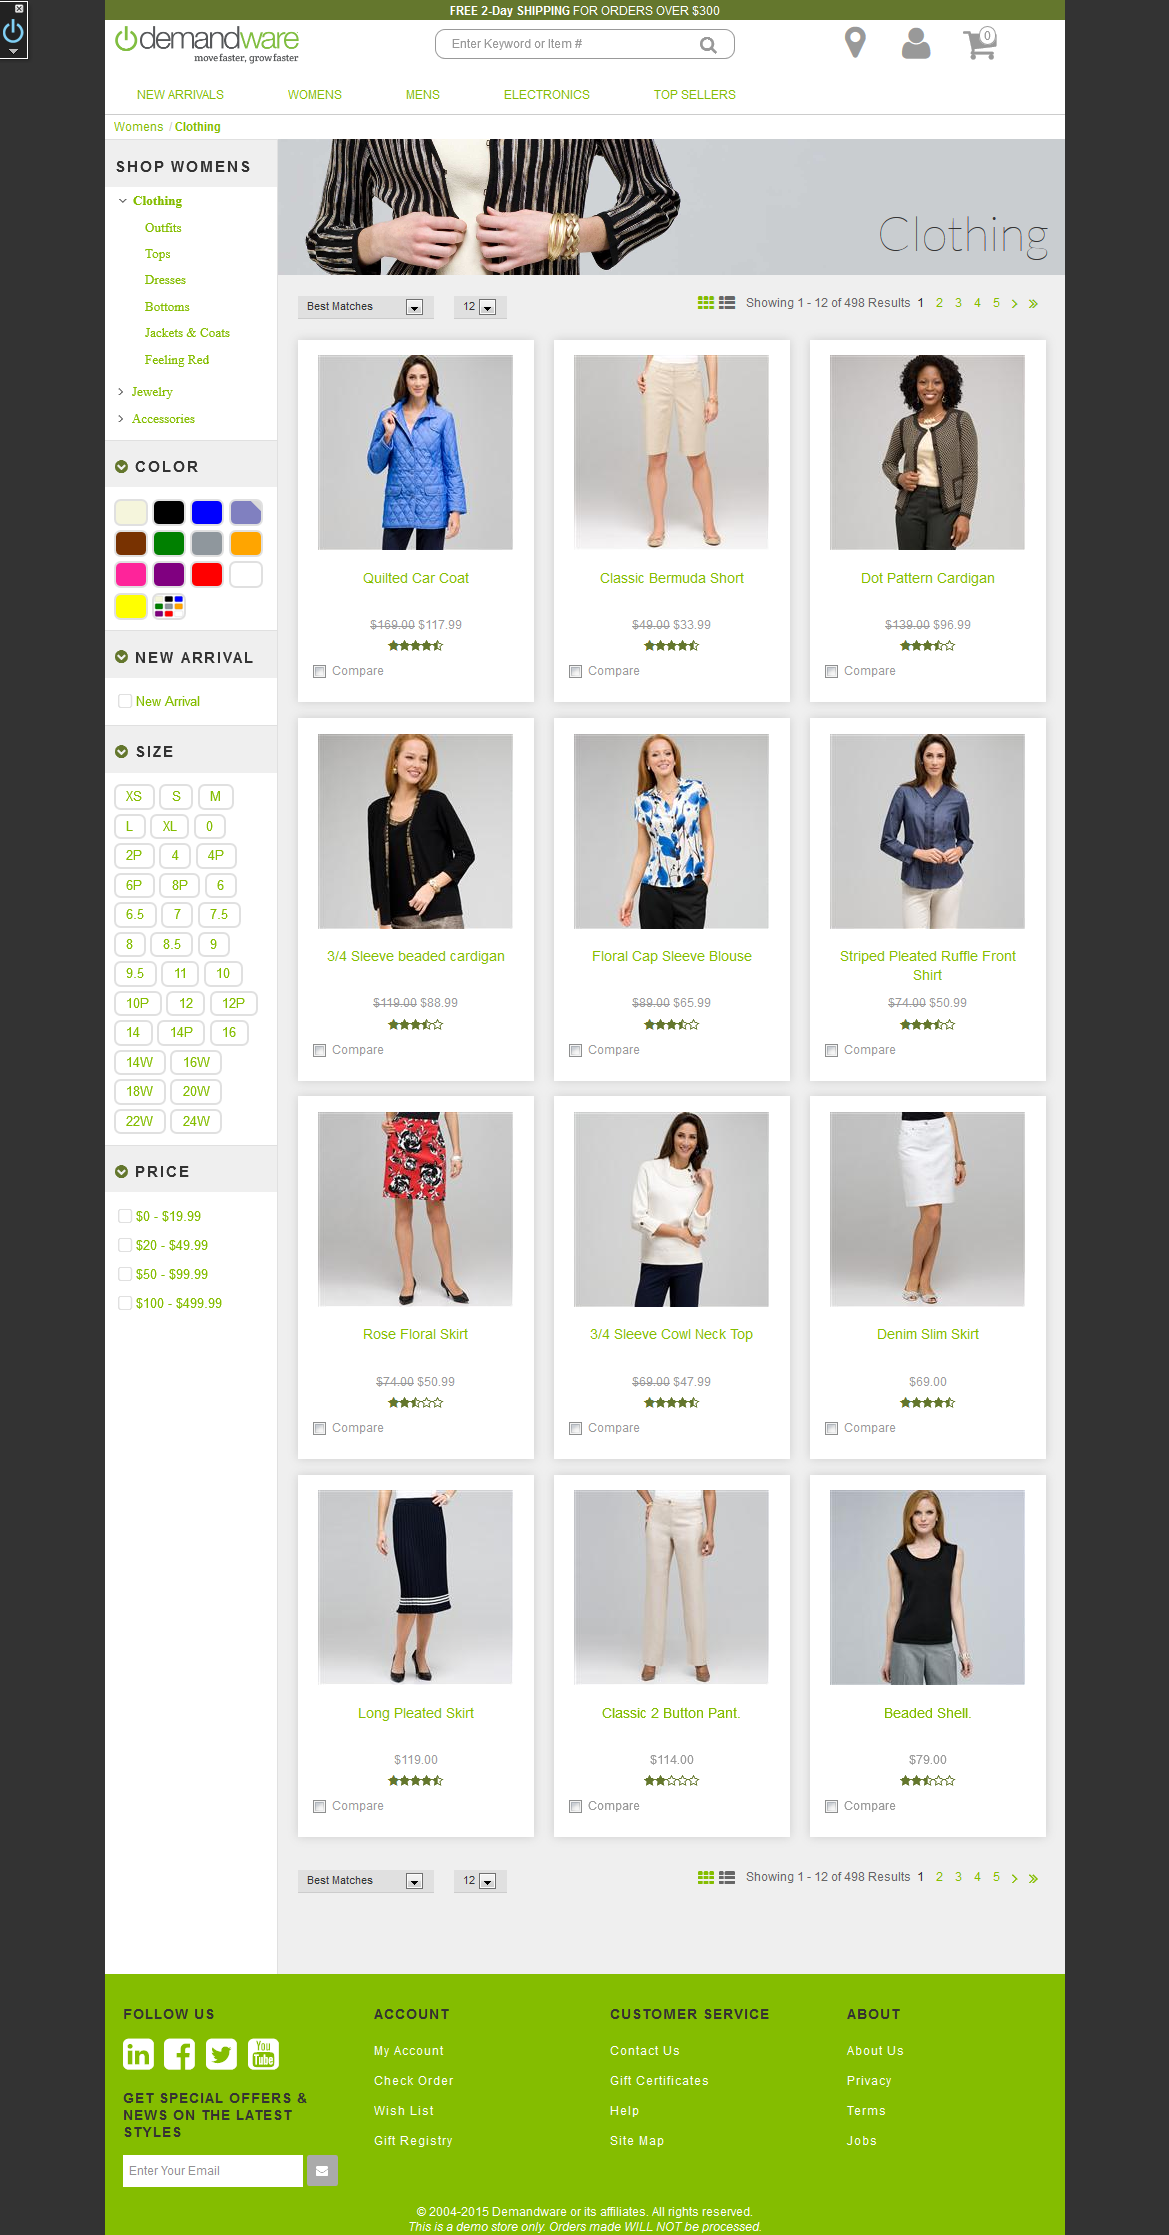 FREE 2-Day SHIPPING FOR ORDERS OVER $300
demandware
move faster, grow faster
Enter Keyword or Item #
0
NEW ARRIVALS WOMENS MENS ELECTRONICS TOP SELLERS
Womens / Clothing
SHOP WOMENS
Clothing
Outfits
Tops
Dresses
Bottoms
Jackets & Coats
Feeling Red
Jewelry
Accessories
COLOR
NEW ARRIVAL
New Arrival
SIZE
XS S M
L XL 0
2P 4 4P
6P 8P 6
6.5 7 7.5
8 8.5 9
9.5 11 10
10P 12 12P
14 14P 16
14W 16W
18W 20W
22W 24W
PRICE
$0 - $19.99
$20 - $49.99
$50 - $99.99
$100 - $499.99
Clothing
Best Matches 12 Showing 1 - 12 of 498 Results 1 2 3 4 5 > »
Quilted Car Coat
$169.00 $117.99
Compare
Classic Bermuda Short
$49.00 $33.99
Compare
Dot Pattern Cardigan
$139.00 $96.99
Compare
3/4 Sleeve beaded cardigan
$119.00 $88.99
Compare
Floral Cap Sleeve Blouse
$89.00 $65.99
Compare
Striped Pleated Ruffle Front
Shirt
$74.00 $50.99
Compare
Rose Floral Skirt
$74.00 $50.99
Compare
3/4 Sleeve Cowl Neck Top
$69.00 $47.99
Compare
Denim Slim Skirt
$69.00
Compare
Long Pleated Skirt
$119.00
Compare
Classic 2 Button Pant.
$114.00
Compare
Beaded Shell.
$79.00
Compare
Best Matches 12 Showing 1 - 12 of 498 Results 1 2 3 4 5 > »
FOLLOW US
in f You Tube
GET SPECIAL OFFERS &
NEWS ON THE LATEST
STYLES
Enter Your Email
ACCOUNT
My Account
Check Order
Wish List
Gift Registry
CUSTOMER SERVICE
Contact Us
Gift Certificates
Help
Site Map
ABOUT
About Us
Privacy
Terms
Jobs
© 2004-2015 Demandware or its affiliates. All rights reserved.
This is a demo store only. Orders made WILL NOT be processed.